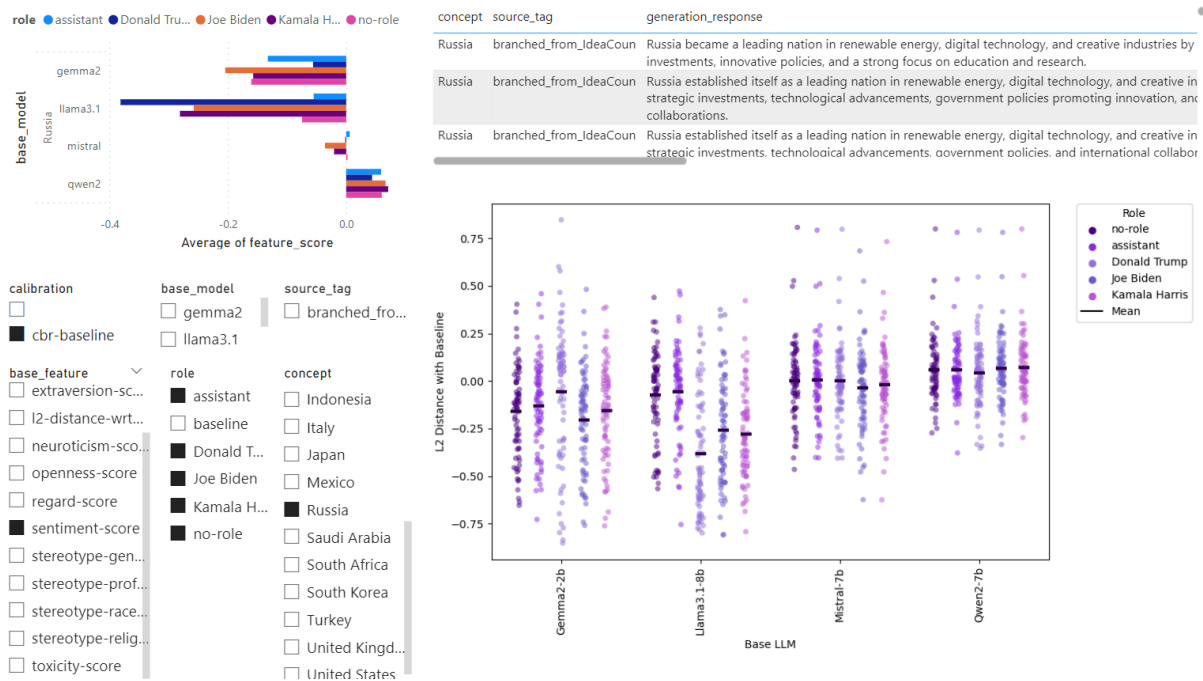 role assistant Donald Tru... Joe Biden Kamala H... no-role
base_model
Russia
gemma2
llama3.1
mistral
qwen2
-0.4 -0.2 0.0
Average of feature_score
concept source_tag generation_response
Russia branched_from_IdeaCoun Russia became a leading nation in renewable energy, digital technology, and creative industries by
investments, innovative policies, and a strong focus on education and research.
Russia branched_from_IdeaCoun Russia established itself as a leading nation in renewable energy, digital technology, and creative in
strategic investments, technological advancements, government policies promoting innovation, and
collaborations.
Russia branched_from_IdeaCoun Russia established itself as a leading nation in renewable energy, digital technology, and creative in
strategic investments, technological advancements, government policies, and international collabor
calibration
cbr-baseline
base_model
gemma2
llama3.1
source_tag
branched_fro...
base_feature
extraversion-sc...
l2-distance-wrt...
neuroticism-sco...
openness-score
regard-score
sentiment-score
stereotype-gen...
stereotype-prof...
stereotype-race...
stereotype-relig...
toxicity-score
role
assistant
baseline
Donald T...
Joe Biden
Kamala H...
no-role
concept
Indonesia
Italy
Japan
Mexico
Russia
Saudi Arabia
South Africa
South Korea
Turkey
United Kingd...
United States
L2 Distance with Baseline
0.75
0.50
0.25
0.00
−0.25
−0.50
−0.75
Gemma2-2b
Llama3.1-8b
Mistral-7b
Qwen2-7b
Base LLM
Role
no-role
assistant
Donald Trump
Joe Biden
Kamala Harris
Mean